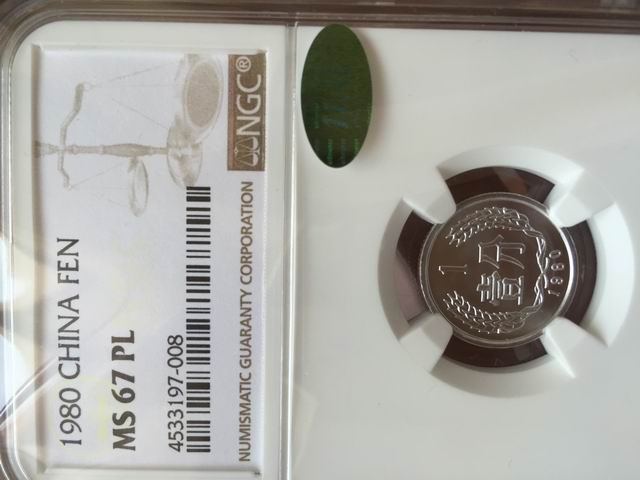 NGC®
NUMISMATIC GUARANTY CORPORATION
1980 CHINA FEN
MS 67 PL
4533197-008
1
壹分
1980